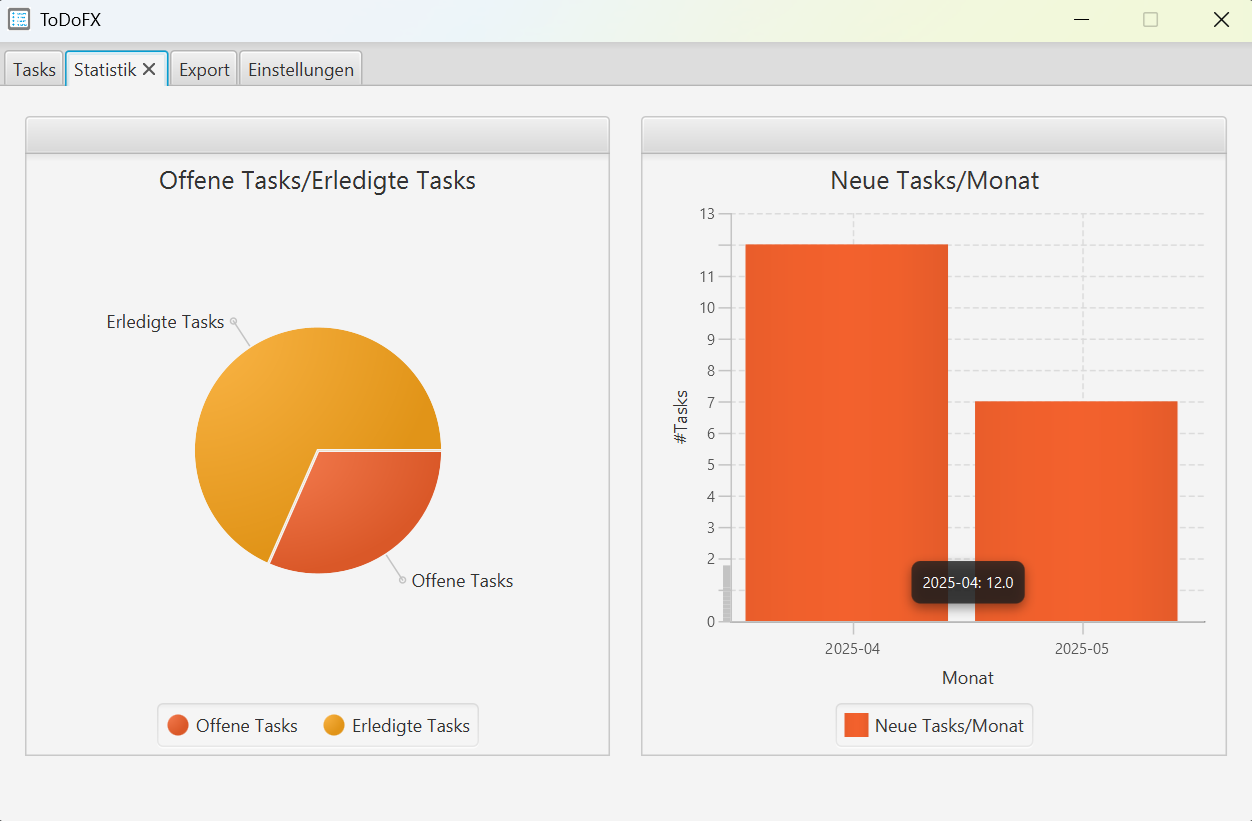 ToDoFX
Tasks
Statistik
Export
Einstellungen
Offene Tasks/Erledigte Tasks
Erledigte Tasks
Offene Tasks
Offene Tasks
Erledigte Tasks
Neue Tasks/Monat
13
11
10
9
8
7
6
5
4
3
2
0
#Tasks
2025-04: 12.0
2025-04
2025-05
Monat
Neue Tasks/Monat